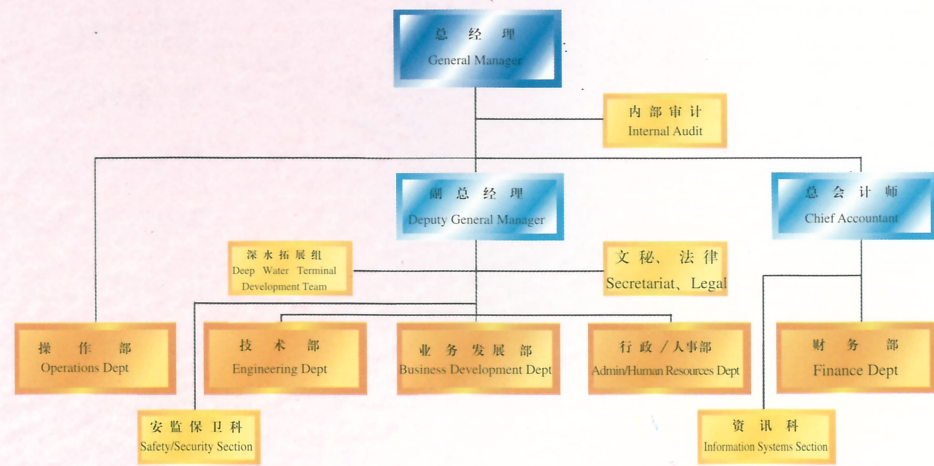 总 经 理
General Manager
内 部 审 计
Internal Audit
副 总 经 理
Deputy General Manager
总 会 计 师
Chief Accountant
深 水 拓 展 组
Deep Water Terminal
Development Team
文 秘、 法 律
Secretariat、Legal
操 作 部
Operations Dept
技 术 部
Engineering Dept
业 务 发 展 部
Business Development Dept
行 政 / 人 事 部
Admin/Human Resources Dept
财 务 部
Finance Dept
安 监 保 卫 科
Safety/Security Section
资 讯 科
Information Systems Section